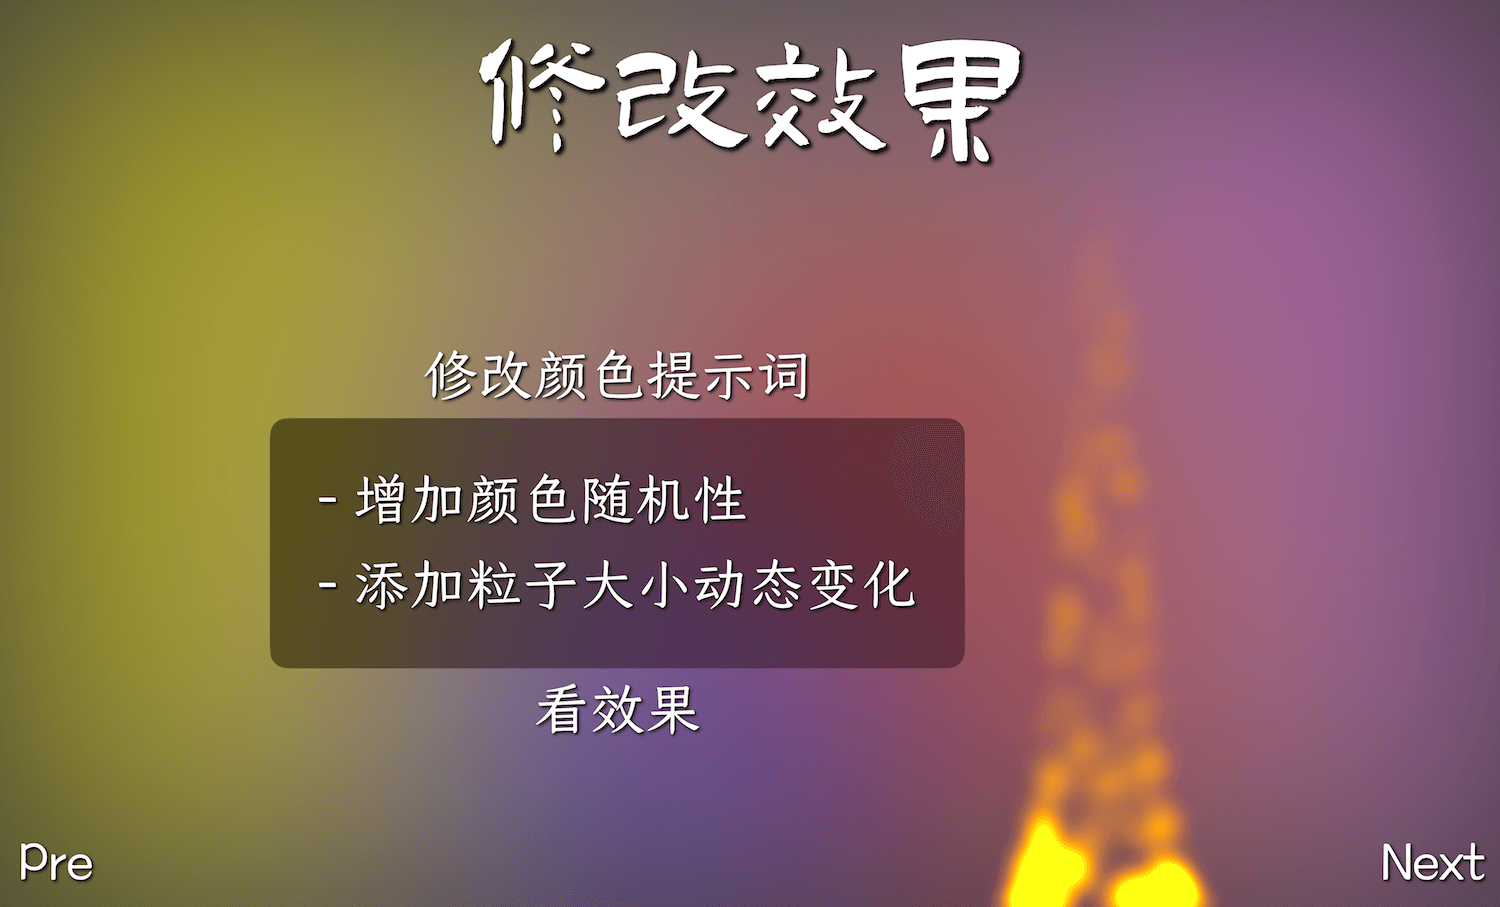 修改效果
修改颜色提示词
- 增加颜色随机性
- 添加粒子大小动态变化
看效果
Pre
Next